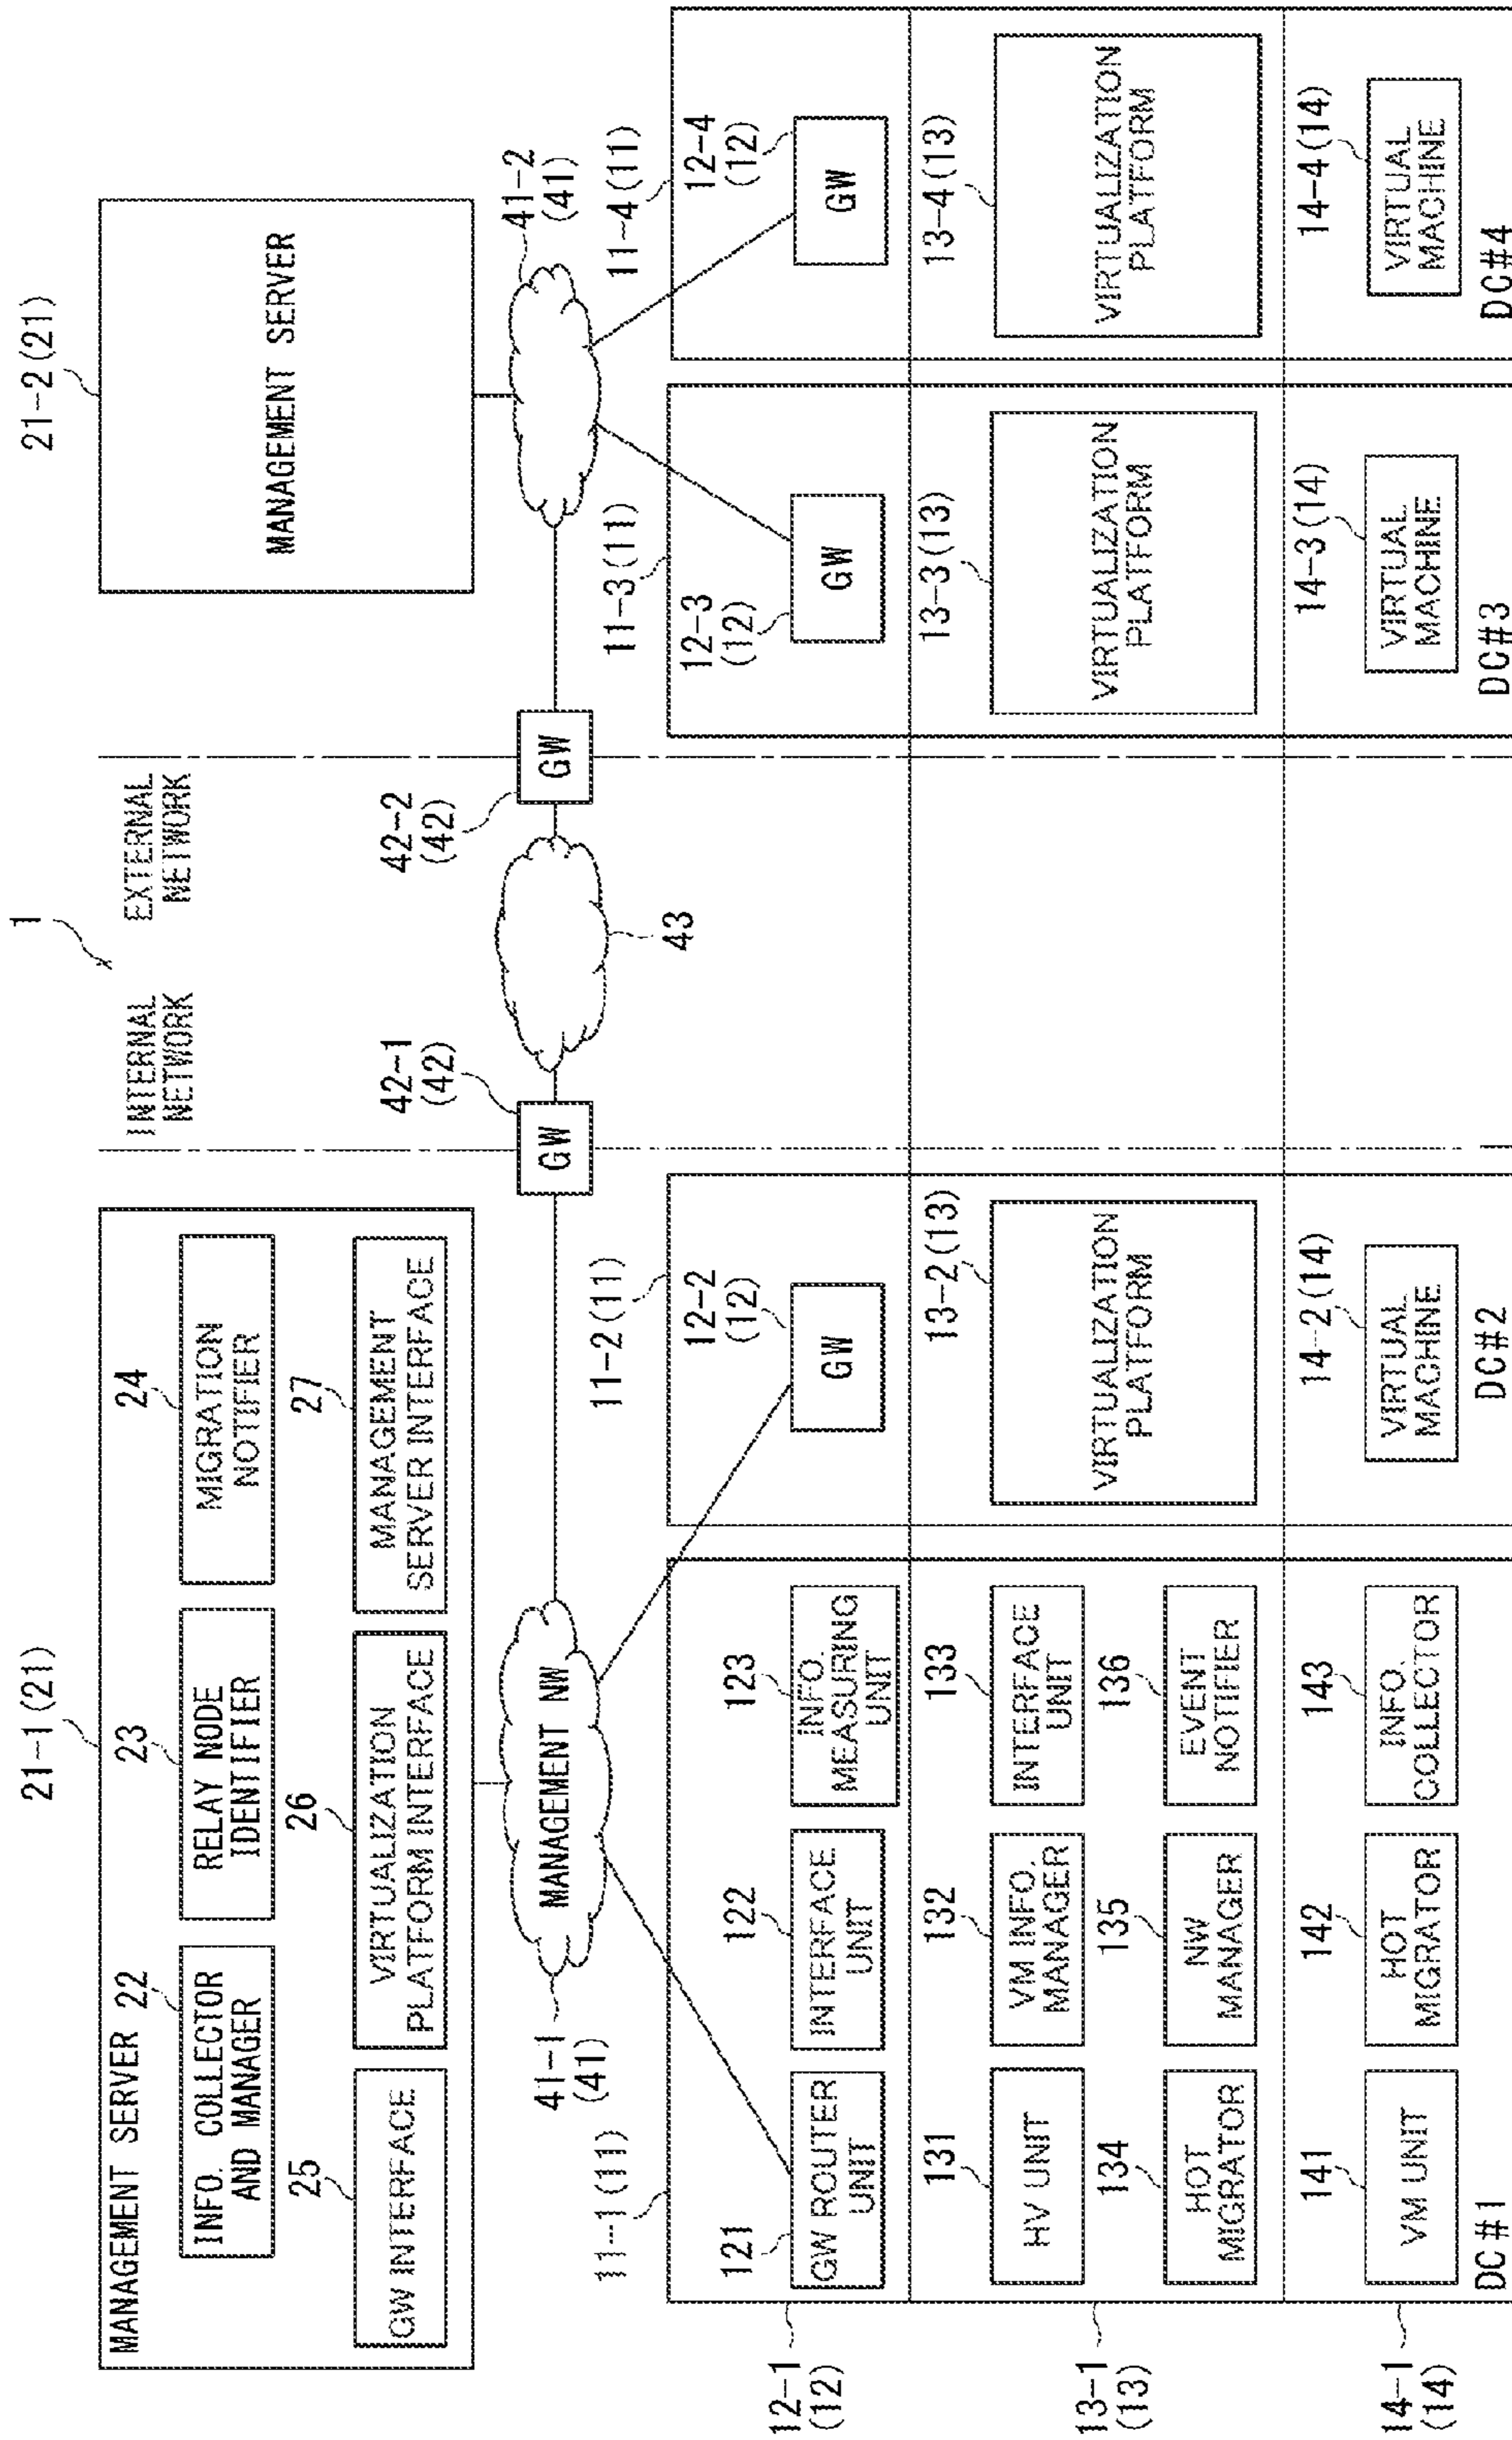 1
INTERNAL
NETWORK
EXTERNAL
NETWORK
21-1(21)
MANAGEMENT SERVER
22
INFO. COLLECTOR
AND MANAGER
23
RELAY NODE
IDENTIFIER
24
MIGRATION
NOTIFIER
25
GW INTERFACE
26
VIRTUALIZATION
PLATFORM INTERFACE
27
MANAGEMENT
SERVER INTERFACE
21-2(21)
MANAGEMENT SERVER
41-1
(41)
MANAGEMENT NW
42-1
(42)
GW
43
42-2
(42)
GW
41-2
(41)
11-1(11)
12-1
(12)
121
GW ROUTER
UNIT
122
INTERFACE
UNIT
123
INFO.
MEASURING
UNIT
13-1
(13)
131
HV UNIT
132
VM INFO.
MANAGER
133
INTERFACE
UNIT
134
HOT
MIGRATOR
135
NW
MANAGER
136
EVENT
NOTIFIER
14-1
(14)
141
VM UNIT
142
HOT
MIGRATOR
143
INFO.
COLLECTOR
DC#1
11-2(11)
12-2
(12)
GW
13-2(13)
VIRTUALIZATION
PLATFORM
14-2(14)
VIRTUAL
MACHINE
DC#2
11-3(11)
12-3
(12)
GW
13-3(13)
VIRTUALIZATION
PLATFORM
14-3(14)
VIRTUAL
MACHINE
DC#3
11-4(11)
12-4
(12)
GW
13-4(13)
VIRTUALIZATION
PLATFORM
14-4(14)
VIRTUAL
MACHINE
DC#4